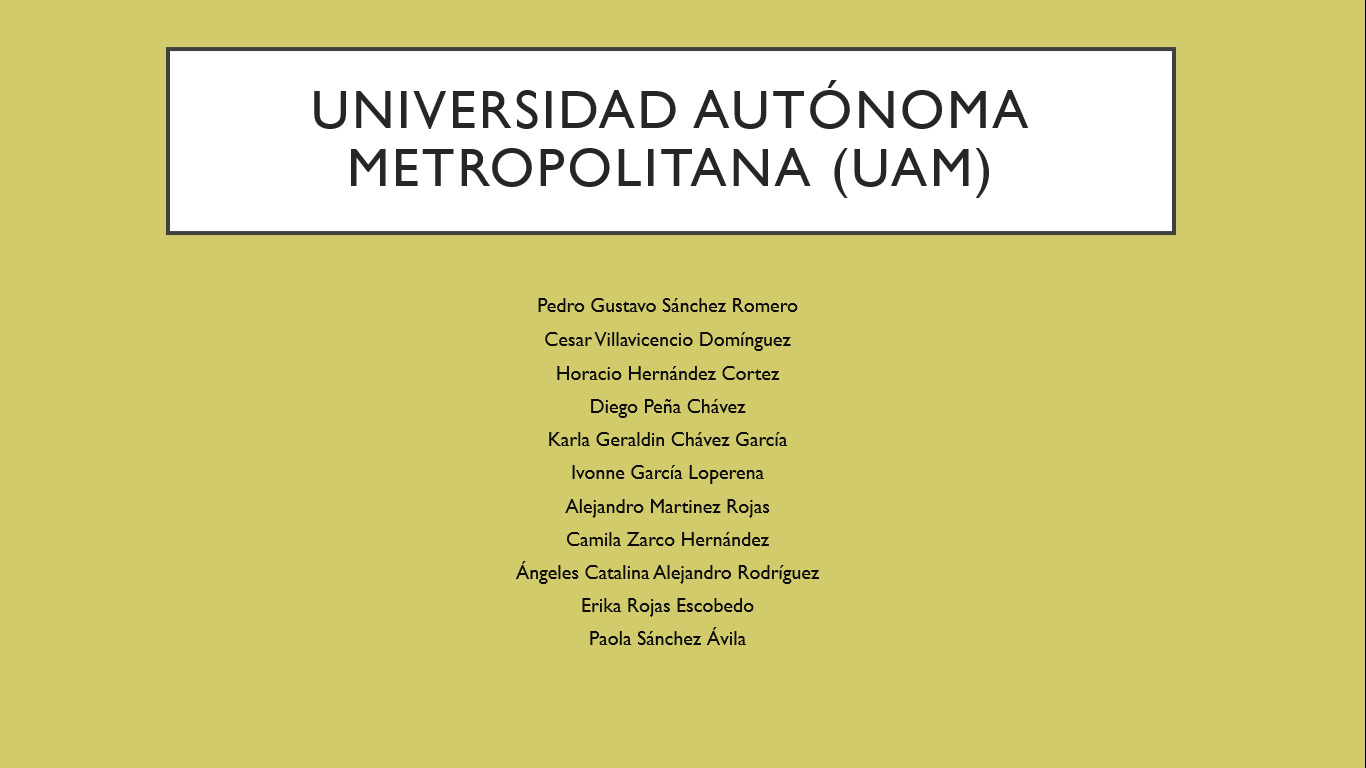 UNIVERSIDAD AUTÓNOMA
METROPOLITANA (UAM)
Pedro Gustavo Sánchez Romero
Cesar Villavicencio Domínguez
Horacio Hernández Cortez
Diego Peña Chávez
Karla Geraldin Chávez García
Ivonne García Loperena
Alejandro Martinez Rojas
Camila Zarco Hernández
Ángeles Catalina Alejandro Rodríguez
Erika Rojas Escobedo
Paola Sánchez Ávila